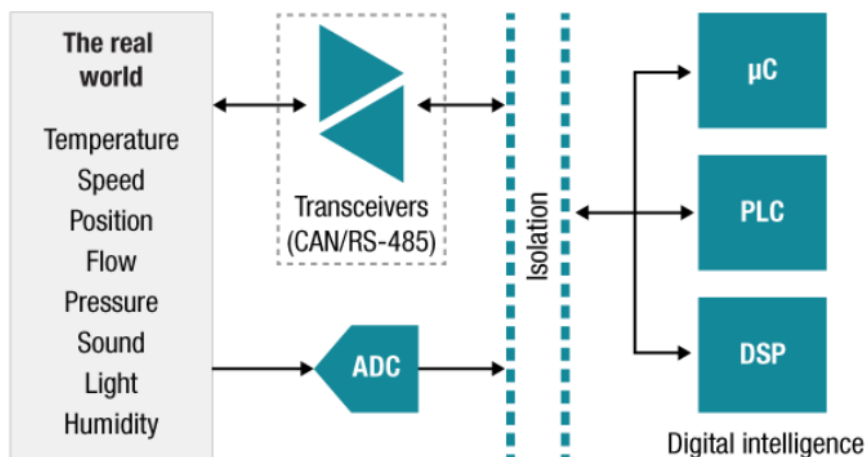 The real
world
Temperature
Speed
Position
Flow
Pressure
Sound
Light
Humidity
Transceivers
(CAN/RS-485)
ADC
Isolation
µC
PLC
DSP
Digital intelligence